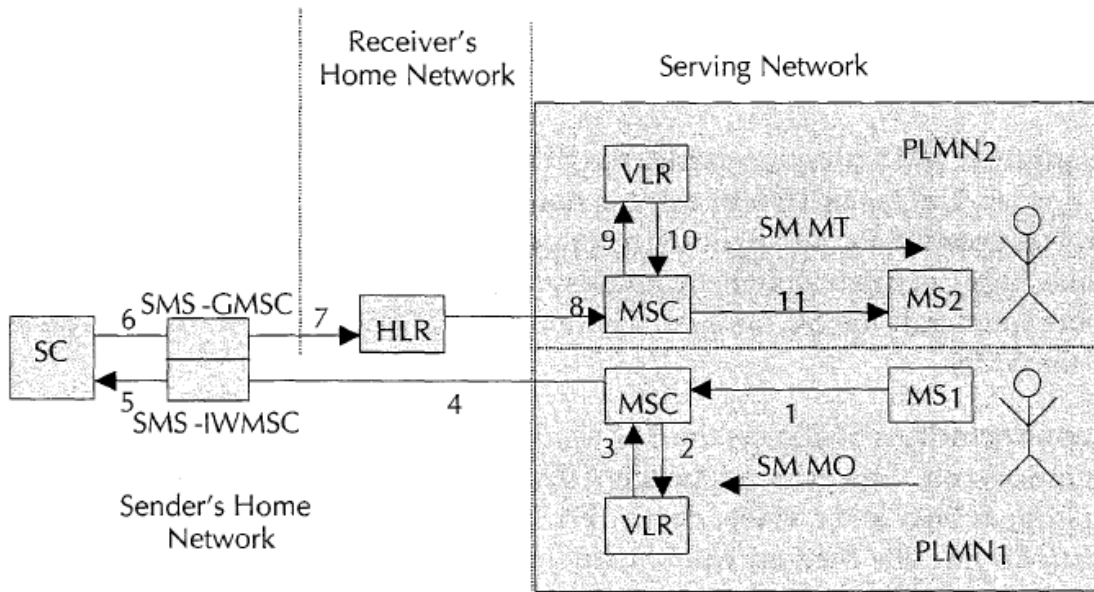 Receiver's
Home Network
Serving Network
PLMN2
VLR
9
10
SM MT
SMS -GMSC
6
7
8
MSC
11
MS2
HLR
SC
5
SMS -IWMSC
4
MSC
1
MS1
3
2
SM MO
VLR
Sender's Home
Network
PLMN1